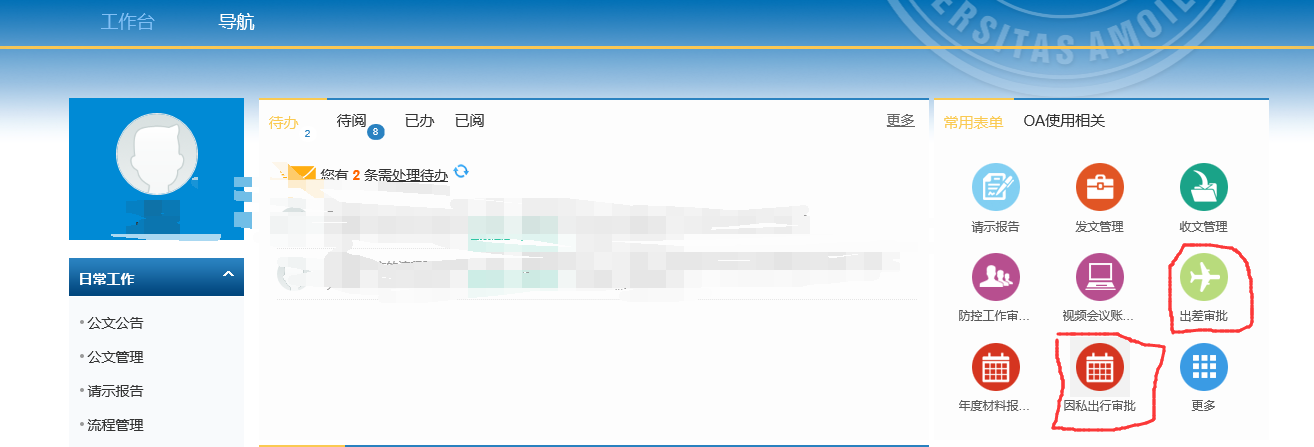 工作台 导航
ERSITAS AMOIE
待办 2 待阅 8 已办 已阅 更多
常用表单 OA使用相关
您有 2 条需处理待办
请示报告 发文管理 收文管理
防控工作审... 视频会议账... 出差审批
年度材料报... 因私出行审批 更多
日常工作
•公文公告
•公文管理
•请示报告
•流程管理